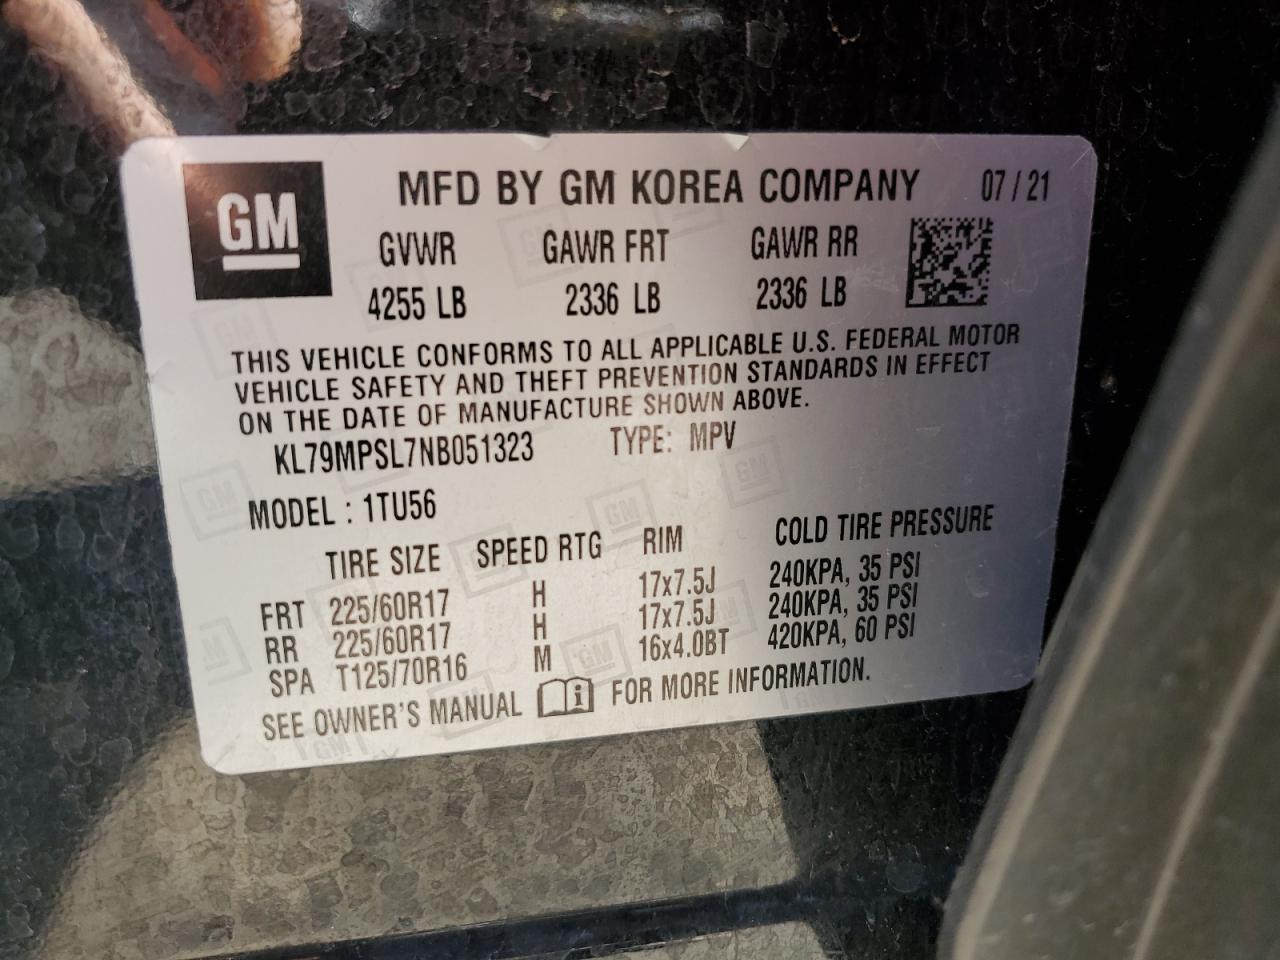 GM
MFD BY GM KOREA COMPANY 07/21
GVWR GAWR FRT GAWR RR
4255 LB 2336 LB 2336 LB
THIS VEHICLE CONFORMS TO ALL APPLICABLE U.S. FEDERAL MOTOR
VEHICLE SAFETY AND THEFT PREVENTION STANDARDS IN EFFECT
ON THE DATE OF MANUFACTURE SHOWN ABOVE.
KL79MPSL7NB051323 TYPE: MPV
MODEL : 1TU56
TIRE SIZE SPEED RTG RIM COLD TIRE PRESSURE
FRT 225/60R17 H 17x7.5J 240KPA, 35 PSI
RR 225/60R17 H 17x7.5J 240KPA, 35 PSI
SPA T125/70R16 M 16x4.0BT 420KPA, 60 PSI
SEE OWNER'S MANUAL i FOR MORE INFORMATION.